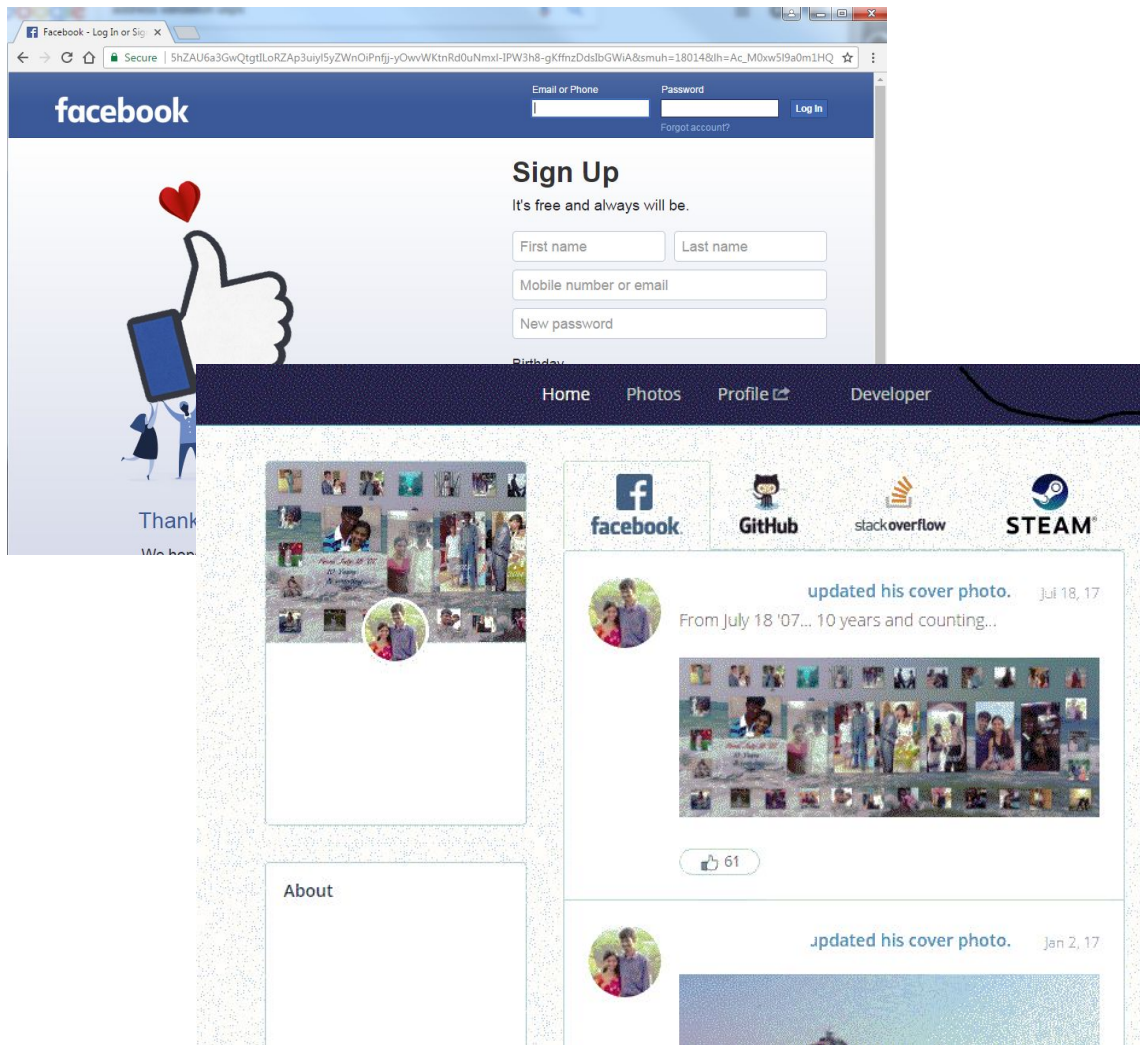 Facebook - Log In or Sig
Secure
5hZAU6a3GwQtgtILoRZAp3uiyl5yZWnOiPnfjj-yOwvWKtnRd0uNmxl-IPW3h8-gKffnzDdsIbGWiA&smuh=18014&lh=Ac_M0xw5I9a0m1HQ
facebook
Email or Phone
Password
Log In
Forgot account?
Sign Up
It's free and always will be.
First name
Last name
Mobile number or email
New password
Birthday
Thank
We hop
Home
Photos
Profile
Developer
facebook
GitHub
stackoverflow
STEAM
updated his cover photo.
Jul 18, 17
From July 18 '07... 10 years and counting...
61
About
updated his cover photo.
Jan 2, 17